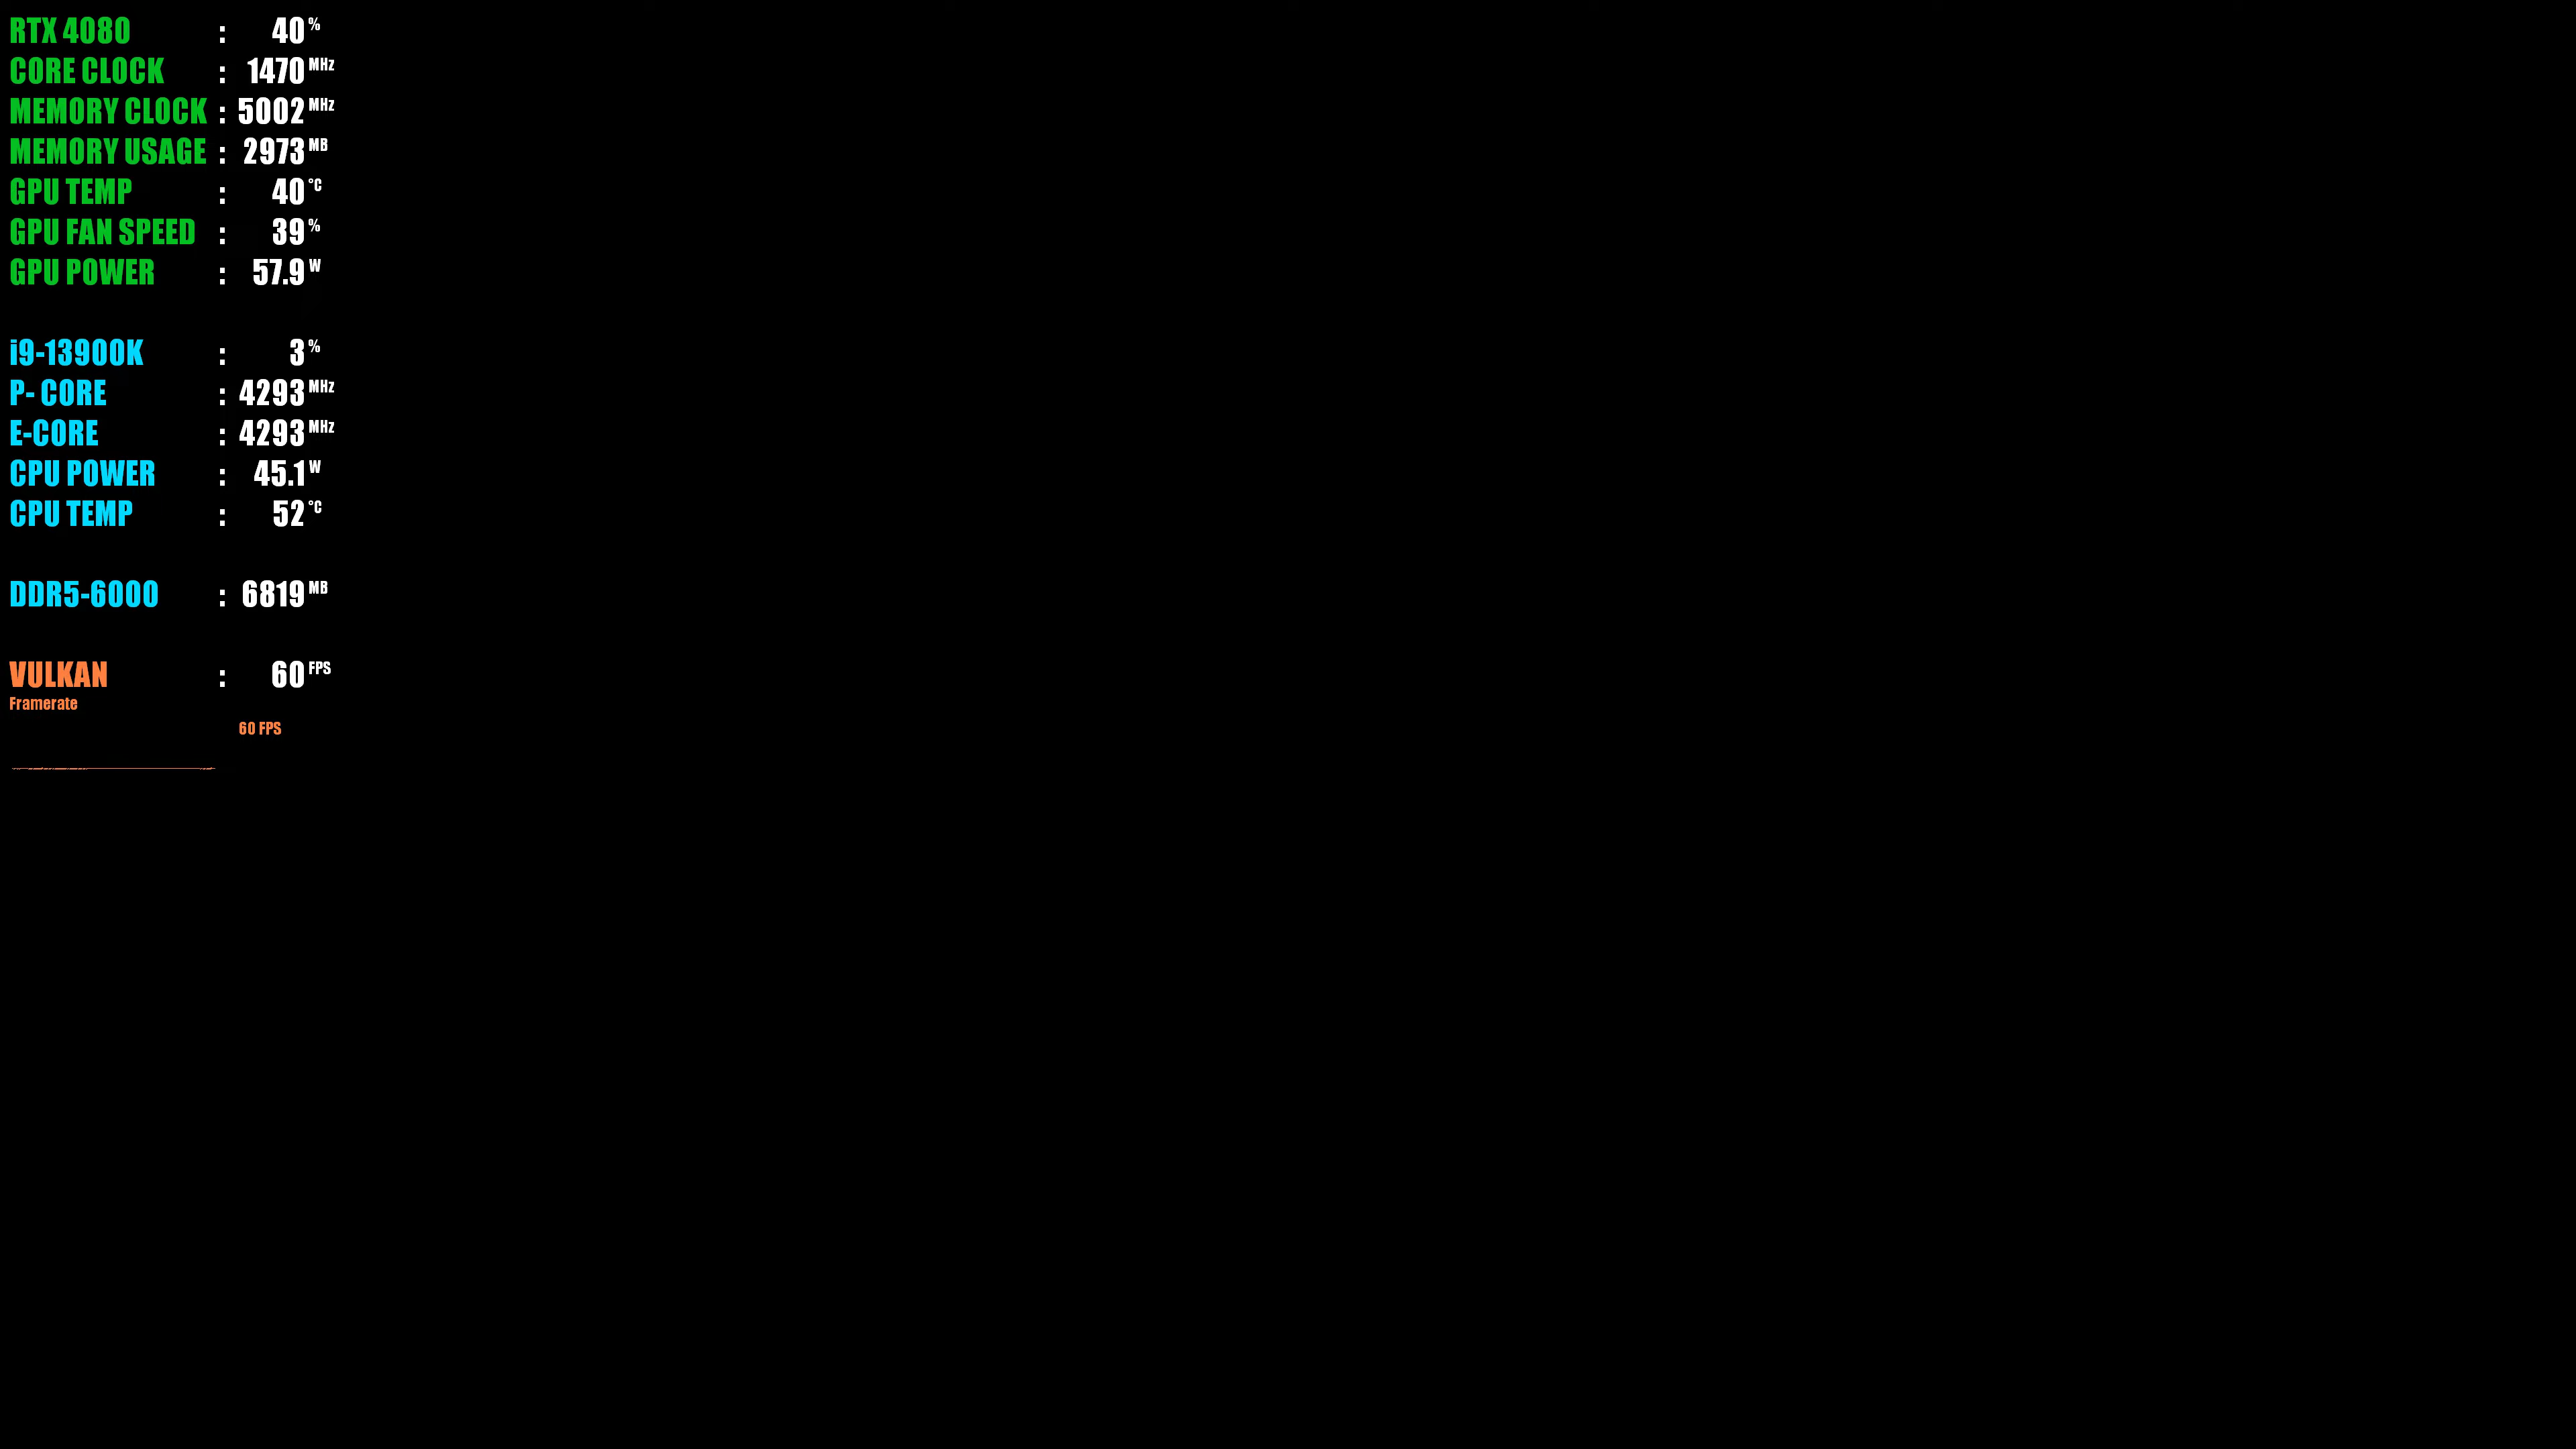 RTX 4080 : 40 %
CORE CLOCK : 1470 MHz
MEMORY CLOCK : 5002 MHz
MEMORY USAGE : 2973 MB
GPU TEMP : 40 °C
GPU FAN SPEED : 39 %
GPU POWER : 57.9 W
i9-13900K : 3 %
P- CORE : 4293 MHz
E-CORE : 4293 MHz
CPU POWER : 45.1 W
CPU TEMP : 52 °C
DDR5-6000 : 6819 MB
VULKAN : 60 FPS
Framerate
60 FPS